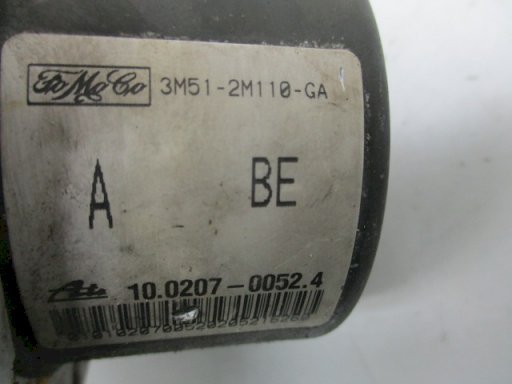 FoMoCo 3M51-2M110-GA
A BE
Ate 10.0207-0052.4